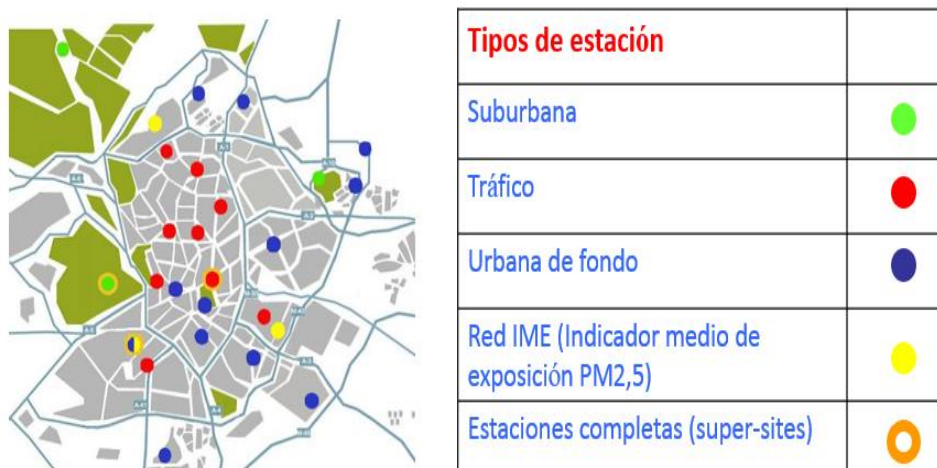 Tipos de estación
Suburbana
Tráfico
Urbana de fondo
Red IME (Indicador medio de
exposición PM2,5)
Estaciones completas (super-sites)